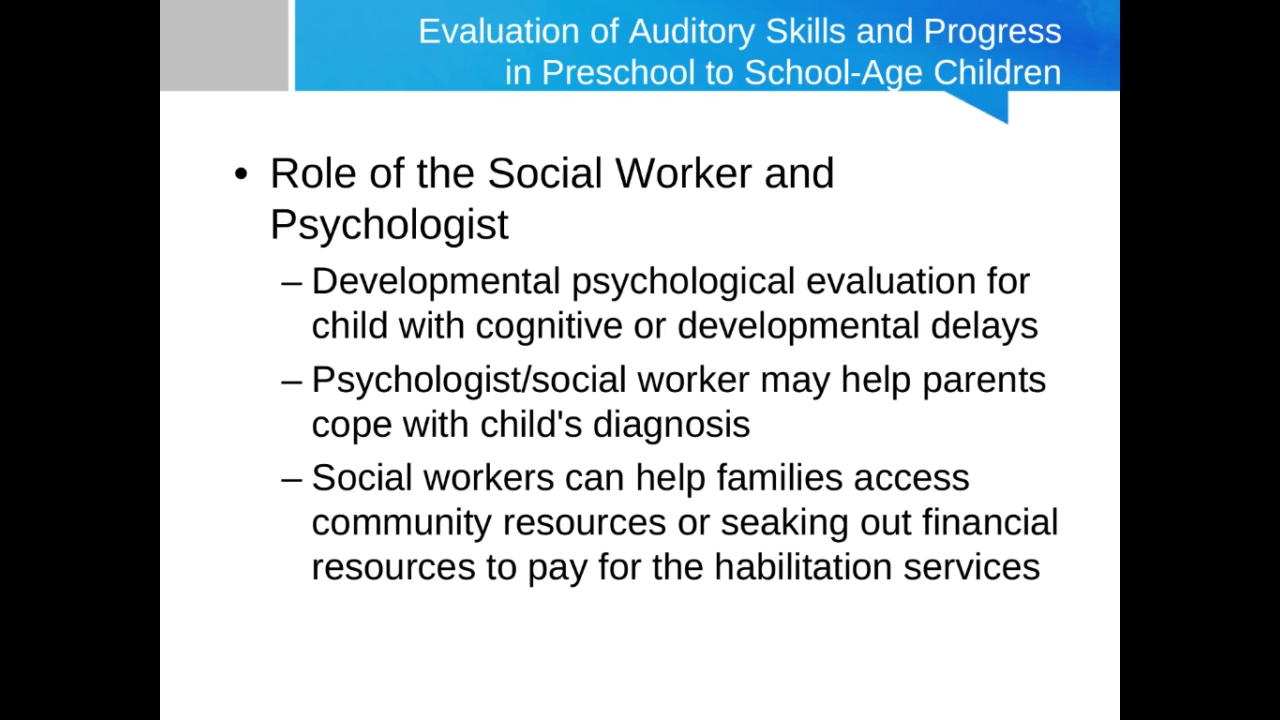 Evaluation of Auditory Skills and Progress
in Preschool to School-Age Children
• Role of the Social Worker and
Psychologist
– Developmental psychological evaluation for
child with cognitive or developmental delays
– Psychologist/social worker may help parents
cope with child's diagnosis
– Social workers can help families access
community resources or seaking out financial
resources to pay for the habilitation services